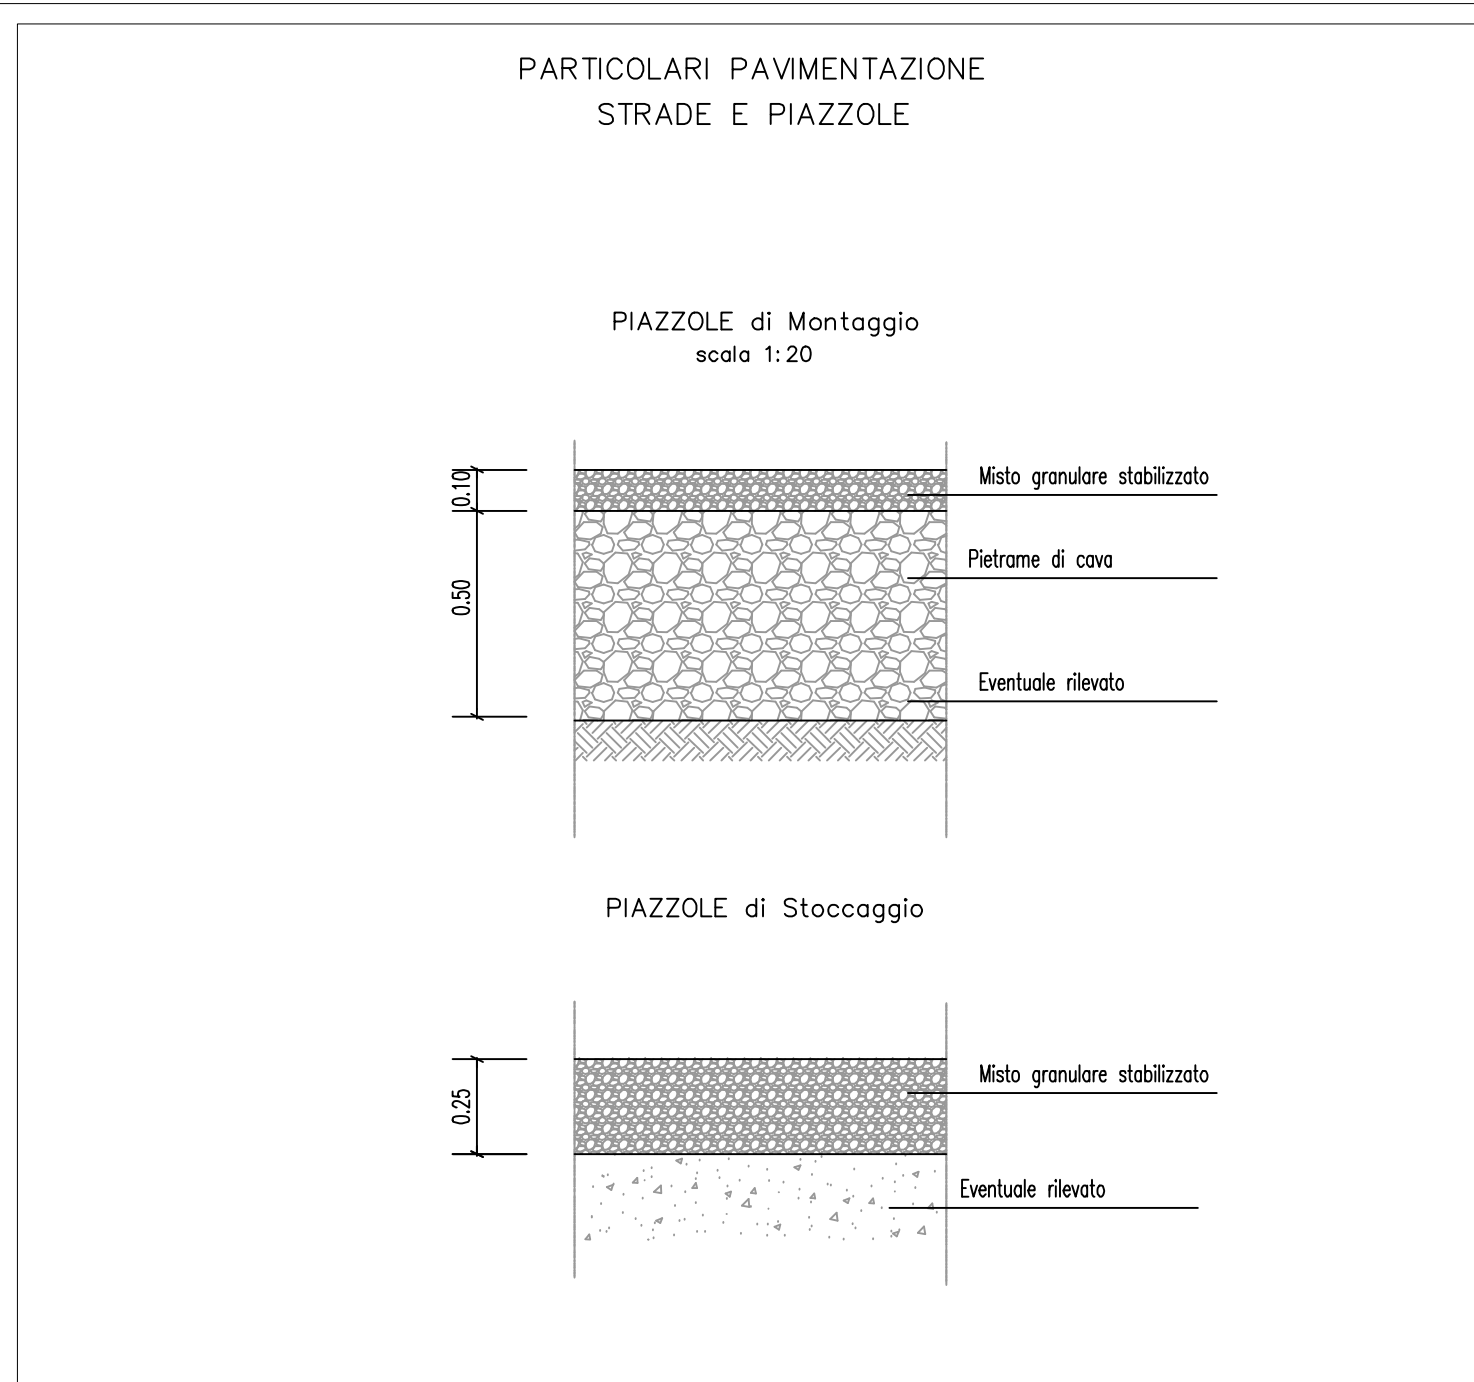 PARTICOLARI PAVIMENTAZIONE
STRADE E PIAZZOLE
PIAZZOLE di Montaggio
scala 1:20
0.10
Misto granulare stabilizzato
Pietrame di cava
0.50
Eventuale rilevato
PIAZZOLE di Stoccaggio
Misto granulare stabilizzato
0.25
Eventuale rilevato